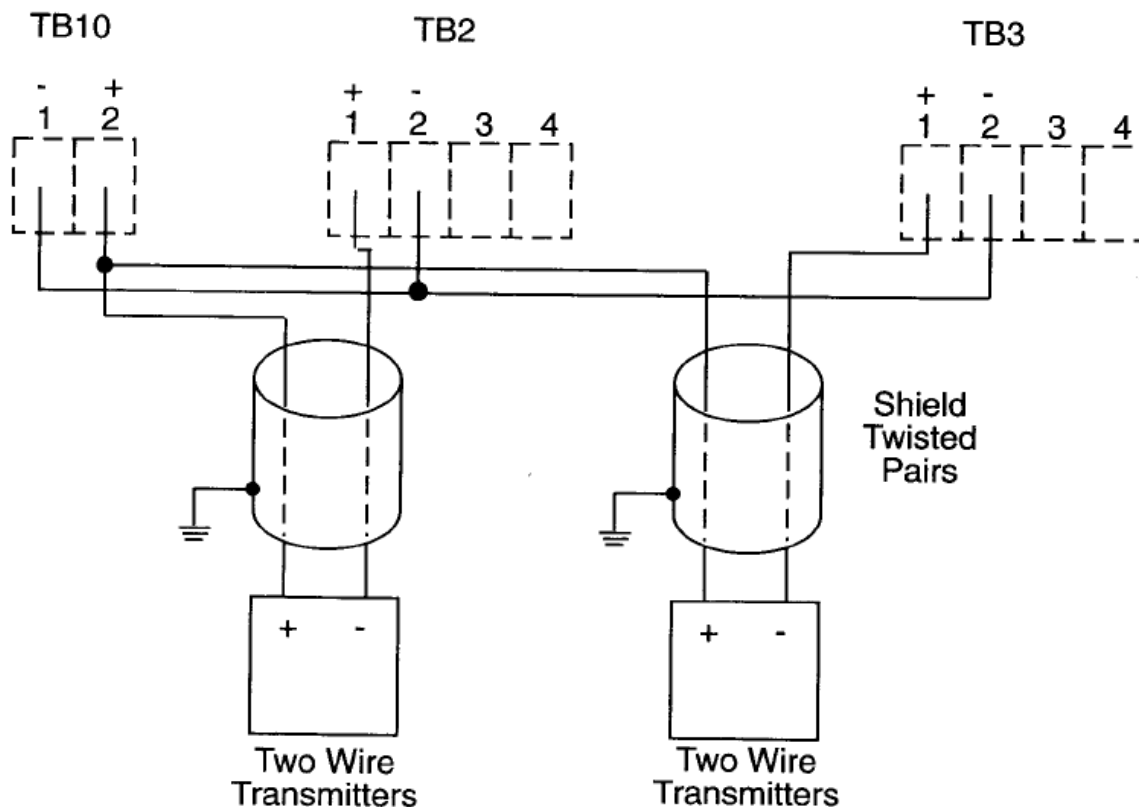 TB10 TB2 TB3
- + + - + -
1 2 1 2 3 4 1 2 3 4
Shield
Twisted
Pairs
+ - + -
Two Wire
Transmitters
Two Wire
Transmitters